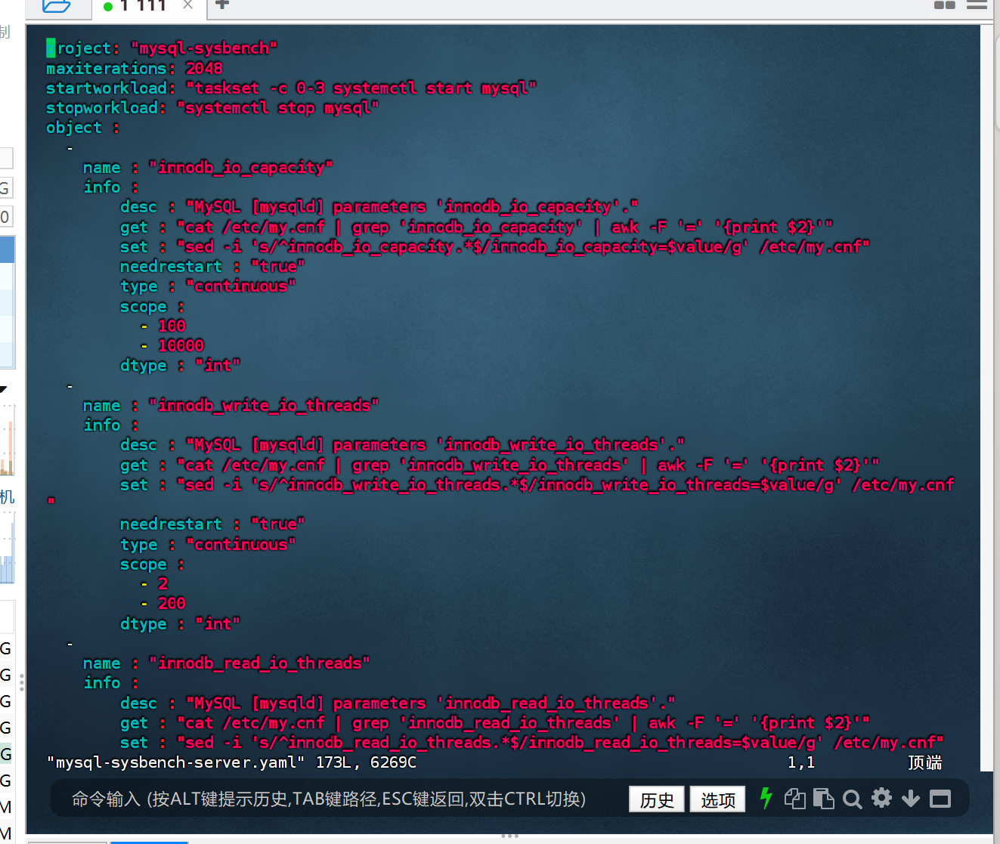 1 111
制
project: "mysql-sysbench"
maxiterations: 2048
startworkload: "taskset -c 0-3 systemctl start mysql"
stopworkload: "systemctl stop mysql"
object :
  -
    name : "innodb_io_capacity"
    info :
        desc : "MySQL [mysqld] parameters 'innodb_io_capacity'."
        get : "cat /etc/my.cnf | grep 'innodb_io_capacity' | awk -F '=' '{print $2}'"
        set : "sed -i 's/^innodb_io_capacity.*$/innodb_io_capacity=$value/g' /etc/my.cnf"
        needrestart : "true"
        type : "continuous"
        scope :
          - 100
          - 10000
        dtype : "int"
  -
    name : "innodb_write_io_threads"
    info :
        desc : "MySQL [mysqld] parameters 'innodb_write_io_threads'."
        get : "cat /etc/my.cnf | grep 'innodb_write_io_threads' | awk -F '=' '{print $2}'"
        set : "sed -i 's/^innodb_write_io_threads.*$/innodb_write_io_threads=$value/g' /etc/my.cnf
"
        needrestart : "true"
        type : "continuous"
        scope :
          - 2
          - 200
        dtype : "int"
  -
    name : "innodb_read_io_threads"
    info :
        desc : "MySQL [mysqld] parameters 'innodb_read_io_threads'."
        get : "cat /etc/my.cnf | grep 'innodb_read_io_threads' | awk -F '=' '{print $2}'"
        set : "sed -i 's/^innodb_read_io_threads.*$/innodb_read_io_threads=$value/g' /etc/my.cnf"
"mysql-sysbench-server.yaml" 173L, 6269C 1,1 顶端
命令输入 (按ALT键提示历史,TAB键路径,ESC键返回,双击CTRL切换) 历史 选项
G
0
机
G
G
G
G
G
G
M
M